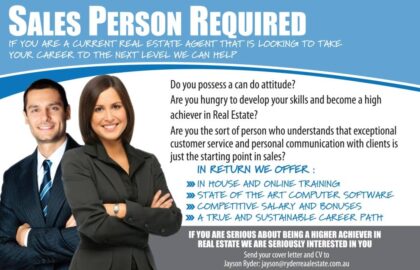 SALES PERSON REQUIRED
IF YOU ARE A CURRENT REAL ESTATE AGENT THAT IS LOOKING TO TAKE
YOUR CAREER TO THE NEXT LEVEL WE CAN HELP
Do you possess a can do attitude?
Are you hungry to develop your skills and become a high
achiever in Real Estate?
Are you the sort of person who understands that exceptional
customer service and personal communication with clients is
just the starting point in sales?
IN RETURN WE OFFER :
>>> IN HOUSE AND ONLINE TRAINING
>>> STATE OF THE ART COMPUTER SOFTWARE
>>> COMPETITIVE SALARY AND BONUSES
>>> A TRUE AND SUSTAINABLE CAREER PATH
IF YOU ARE SERIOUS ABOUT BEING A HIGHER ACHIEVER IN
REAL ESTATE WE ARE SERIOUSLY INTERESTED IN YOU
Send your cover letter and CV to
Jayson Ryder: jayson@ryderrealestate.com.au